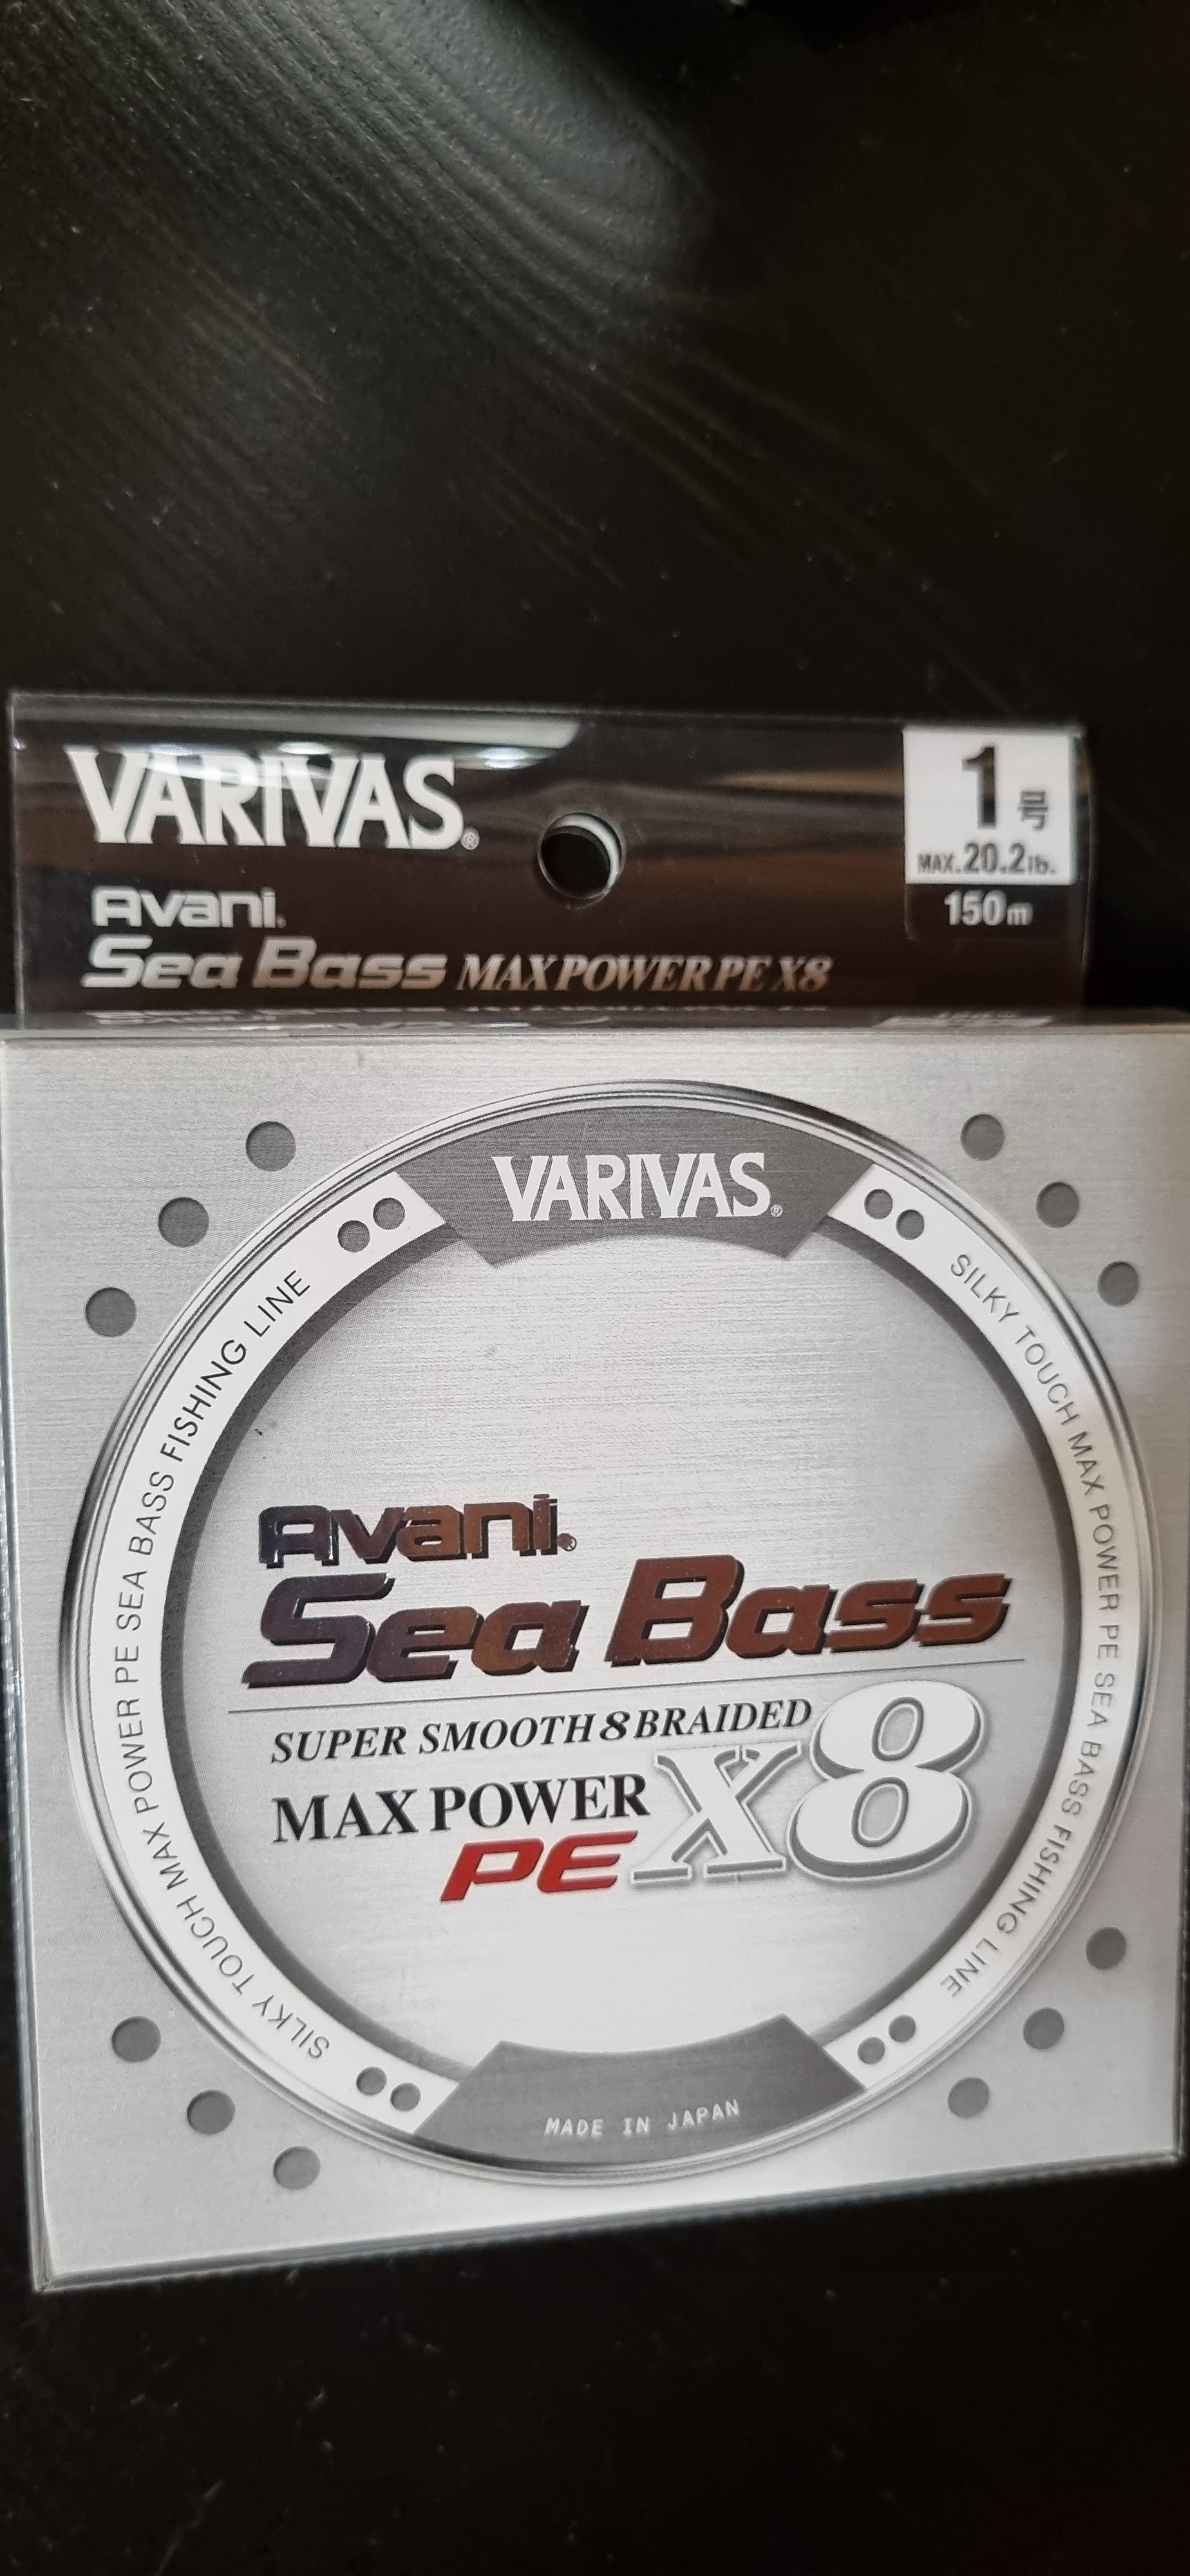 VARIVAS®
Avani®
Sea Bass MAX POWER PE X8
1号
MAX.20.2lb.
150m
VARIVAS®
SILKY TOUCH MAX POWER PE SEA BASS FISHING LINE
SILKY TOUCH MAX POWER PE SEA BASS FISHING LINE
Avani®
Sea Bass
SUPER SMOOTH 8 BRAIDED
MAX POWER
PE X8
MADE IN JAPAN